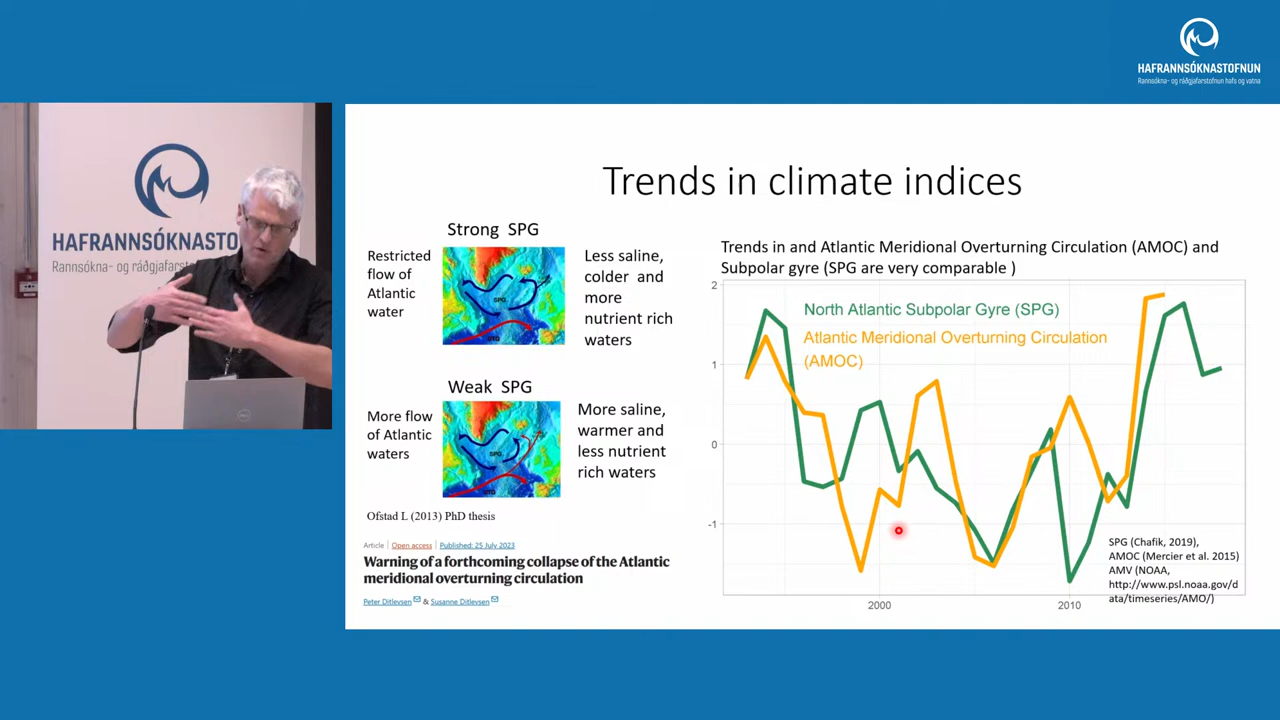 HAFRANNSÓKNASTOFNUN
Rannsókna- og ráðgjafarstofnun hafs og vatna
HAFRANNSÓKNASTO
Rannsókna- og ráðgjafarst
Trends in climate indices
Strong SPG
Restricted
flow of
Atlantic
water
SPG
STG
Less saline,
colder and
more
nutrient rich
waters
Weak SPG
More flow
of Atlantic
waters
SPG
STG
More saline,
warmer and
less nutrient
rich waters
Ofstad L (2013) PhD thesis
Article | Open access | Published: 25 July 2023
Warning of a forthcoming collapse of the Atlantic
meridional overturning circulation
Peter Ditlevsen & Susanne Ditlevsen
Trends in and Atlantic Meridional Overturning Circulation (AMOC) and
Subpolar gyre (SPG are very comparable )
North Atlantic Subpolar Gyre (SPG)
Atlantic Meridional Overturning Circulation
(AMOC)
2
1
0
-1
2000
2010
SPG (Chafik, 2019),
AMOC (Mercier et al. 2015)
AMV (NOAA,
http://www.psl.noaa.gov/d
ata/timeseries/AMO/)
DELL